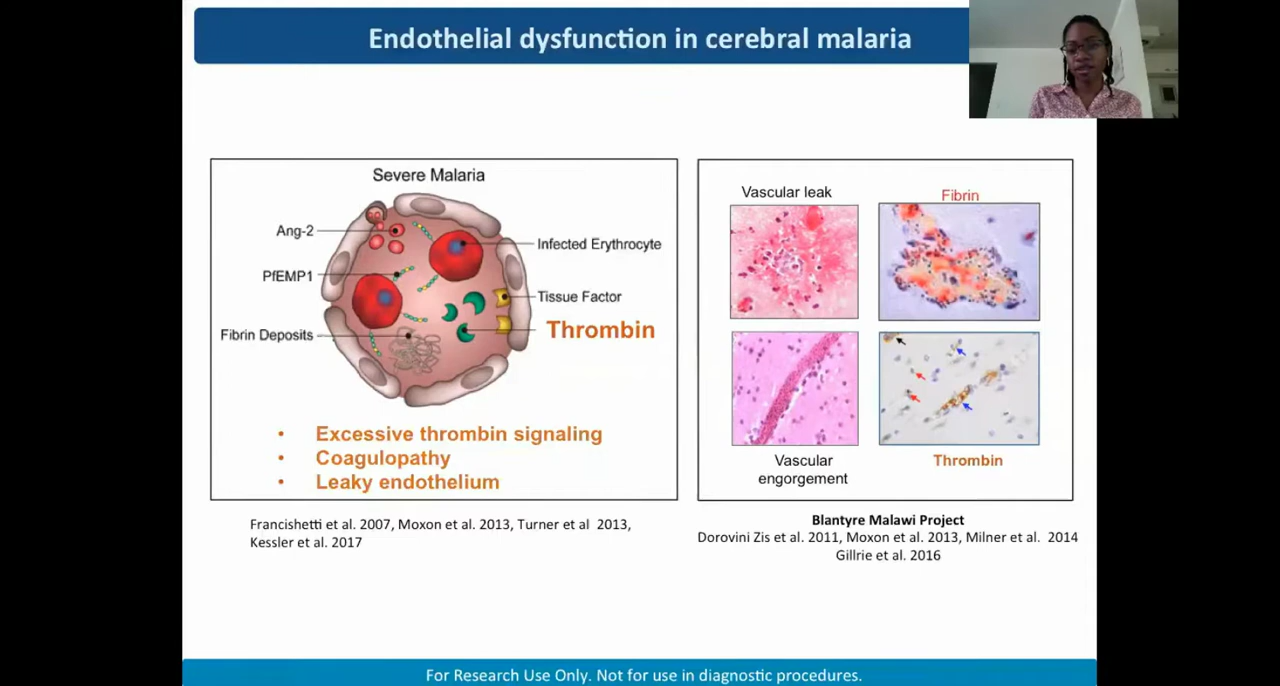 Endothelial dysfunction in cerebral malaria
Severe Malaria
Ang-2
Infected Erythrocyte
PfEMP1
Tissue Factor
Thrombin
Fibrin Deposits
• Excessive thrombin signaling
• Coagulopathy
• Leaky endothelium
Francishetti et al. 2007, Moxon et al. 2013, Turner et al 2013,
Kessler et al. 2017
Vascular leak
Fibrin
Vascular
engorgement
Thrombin
Blantyre Malawi Project
Dorovini Zis et al. 2011, Moxon et al. 2013, Milner et al. 2014
Gillrie et al. 2016
For Research Use Only. Not for use in diagnostic procedures.